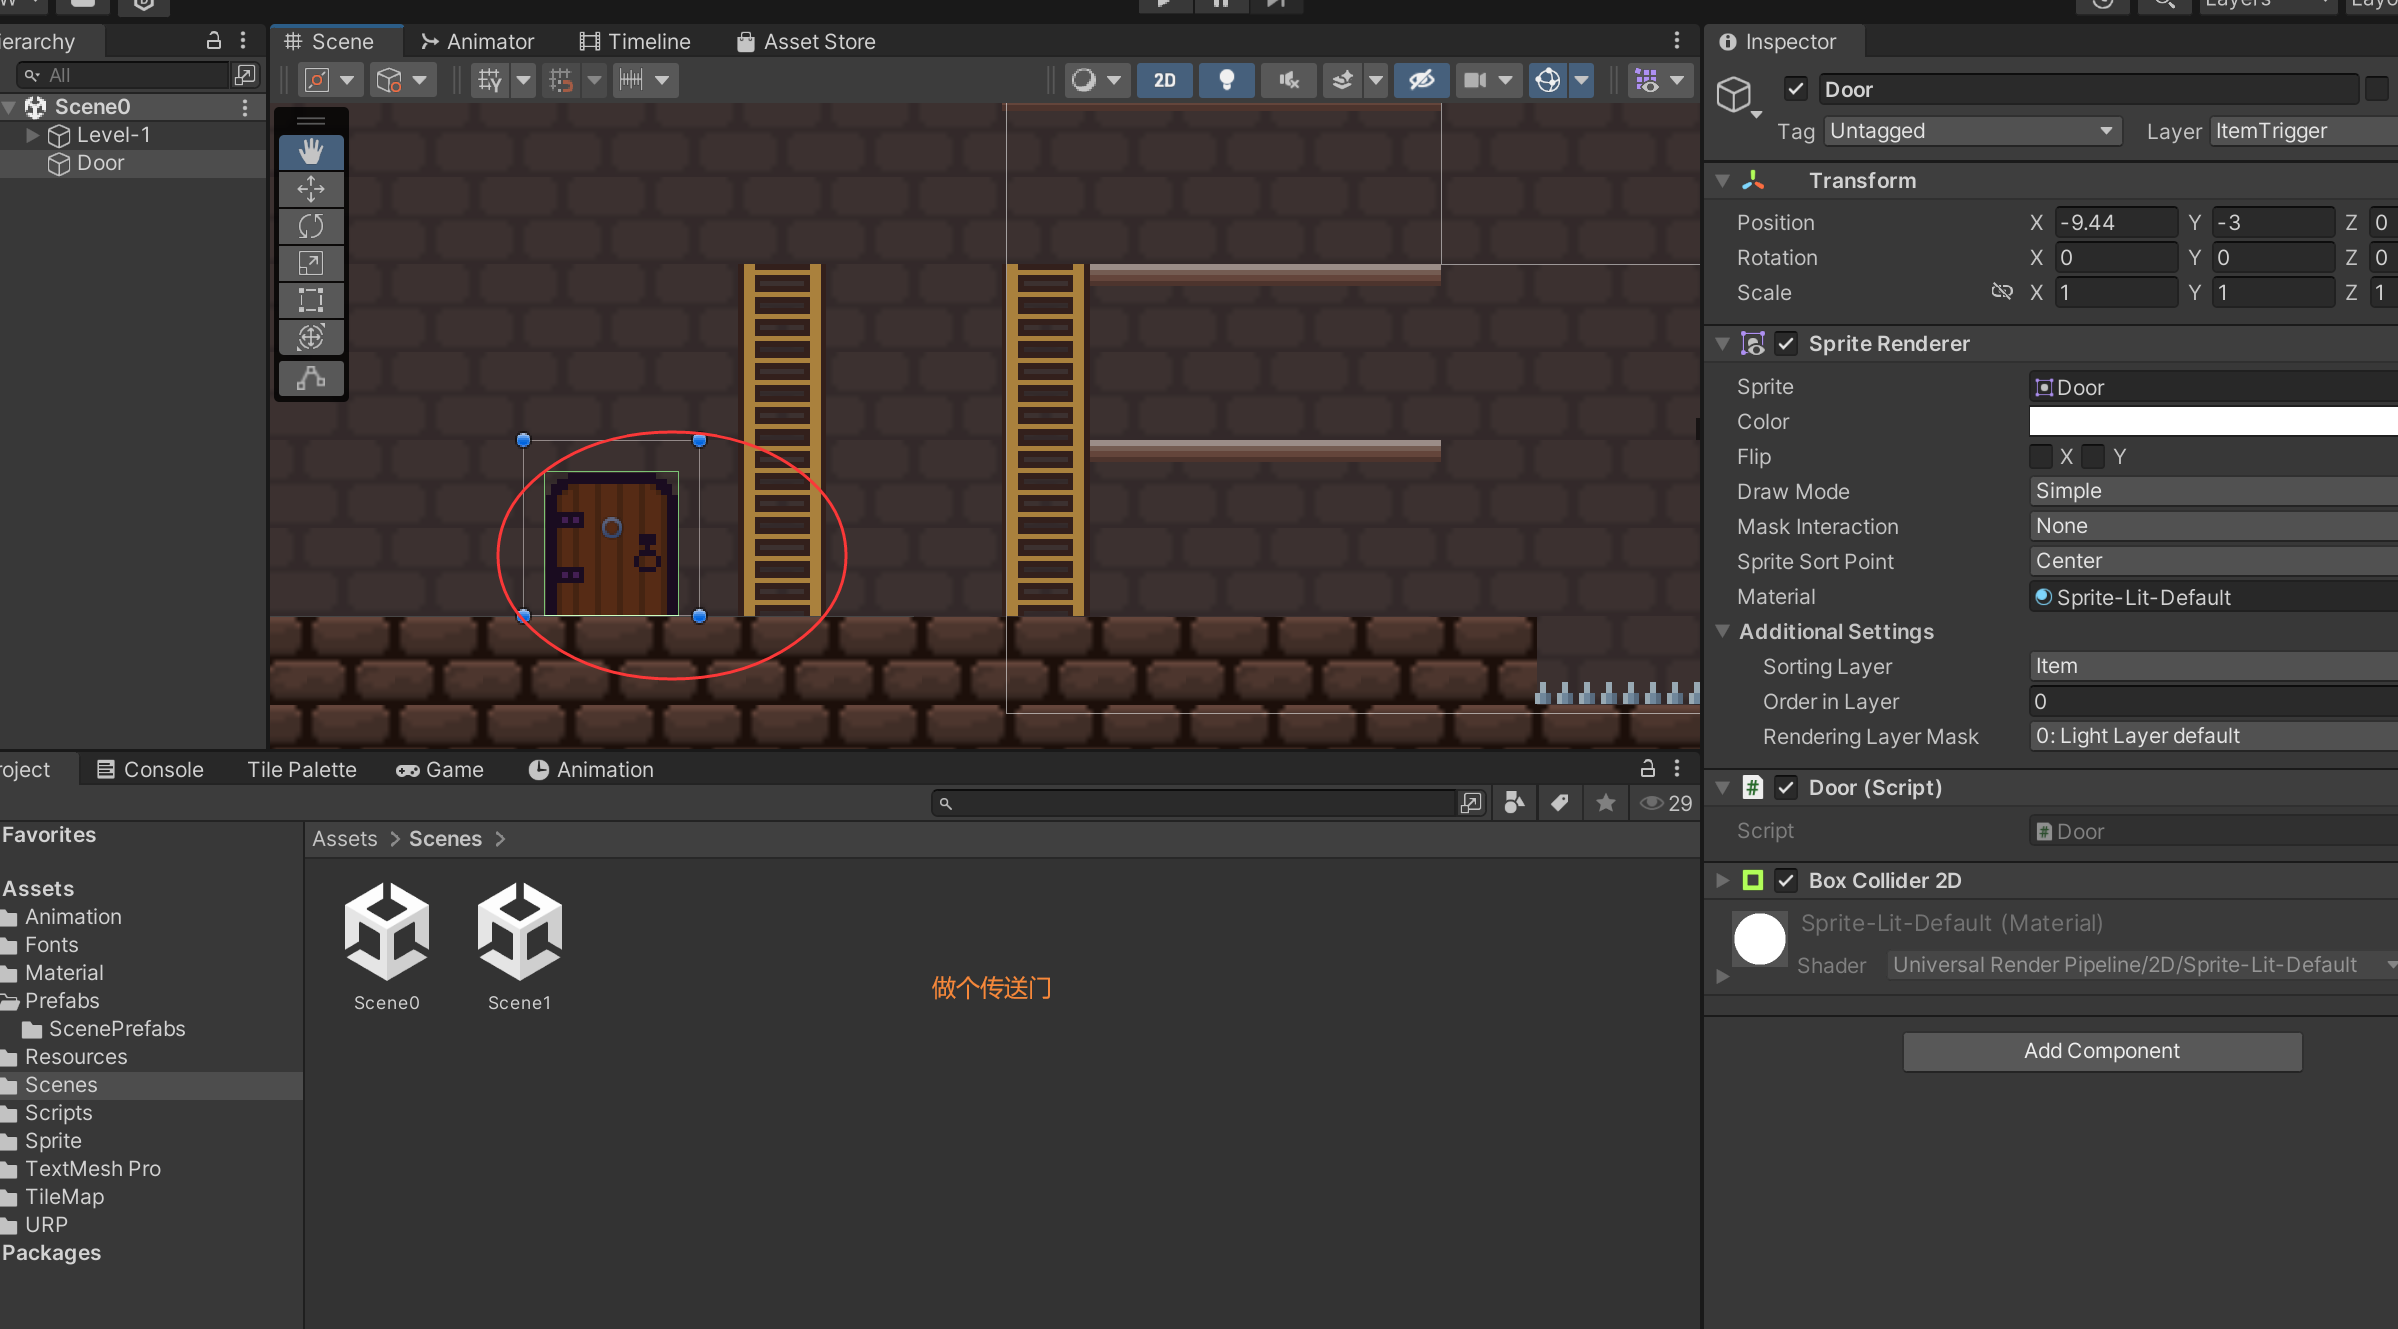 Layers
Hierarchy
Scene
Animator
Timeline
Asset Store
Inspector
All
2D
Door
Scene0
Tag Untagged Layer ItemTrigger
Level-1
Door
Transform
Position X -9.44 Y -3 Z 0
Rotation X 0 Y 0 Z 0
Scale X 1 Y 1 Z 1
Sprite Renderer
Sprite Door
Color
Flip X Y
Draw Mode Simple
Mask Interaction None
Sprite Sort Point Center
Material Sprite-Lit-Default
Additional Settings
Sorting Layer Item
Order in Layer 0
Rendering Layer Mask 0: Light Layer default
Door (Script)
Script Door
Box Collider 2D
Sprite-Lit-Default (Material)
Shader Universal Render Pipeline/2D/Sprite-Lit-Default
Add Component
Project
Console
Tile Palette
Game
Animation
29
Favorites
Assets > Scenes >
Assets
Animation
Fonts
Material
Prefabs
ScenePrefabs
Resources
Scenes
Scripts
Sprite
TextMesh Pro
TileMap
URP
Packages
Scene0
Scene1
做个传送门